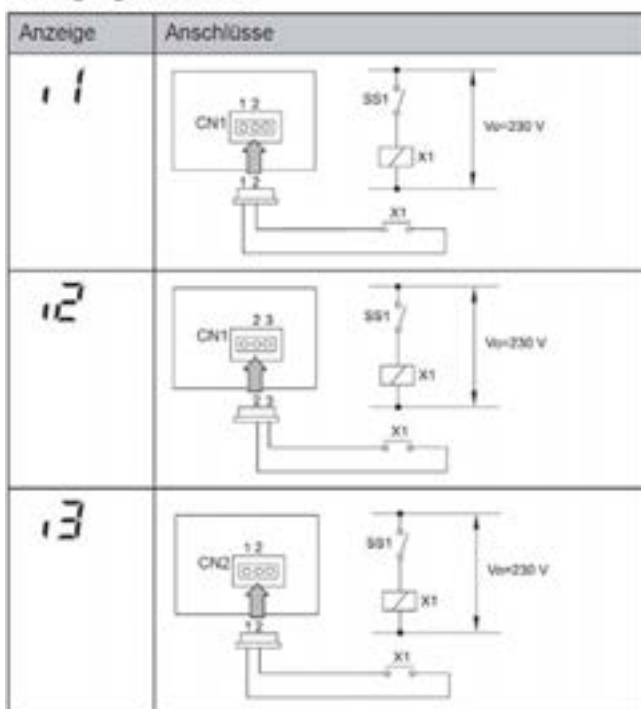 Anzeige Anschlüsse
i1
1 2
CN1
1 2
X1
SS1
X1
Vo=230 V
i2
2 3
CN1
2 3
X1
SS1
X1
Vo=230 V
i3
1 2
CN2
1 2
X1
SS1
X1
Vo=230 V